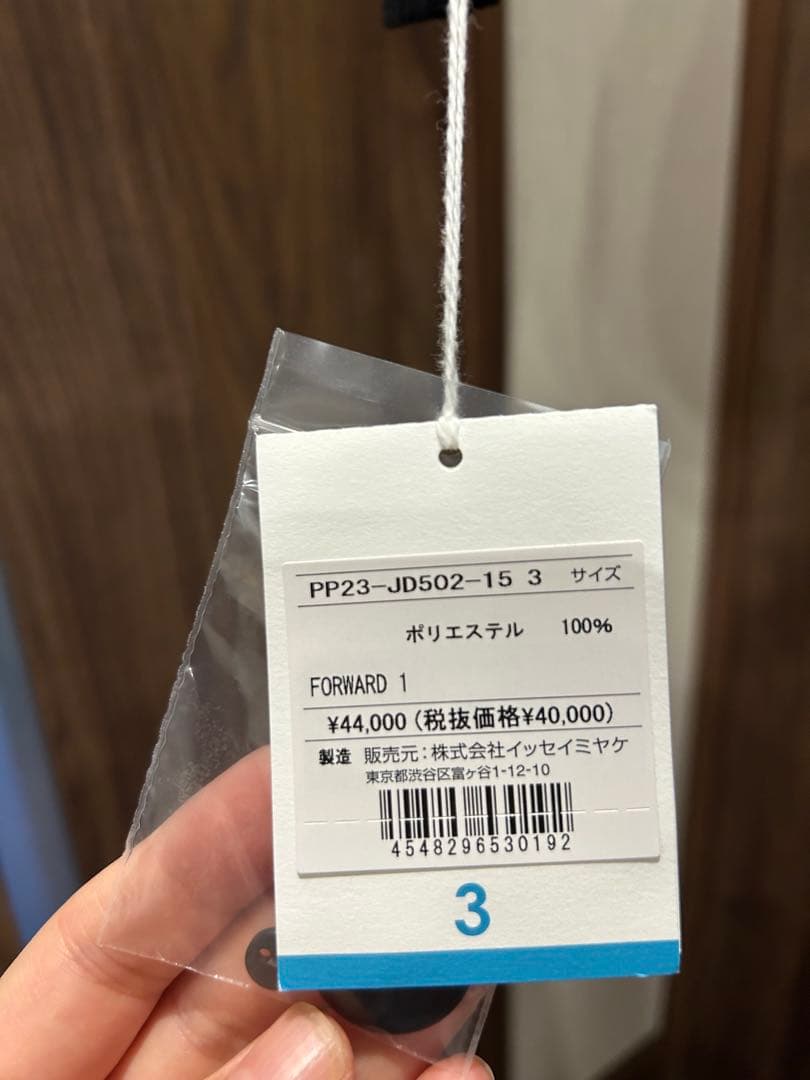 PP23-JD502-15 3 サイズ
ポリエステル 100%
FORWARD 1
¥44,000(税抜価格¥40,000)
製造 販売元:株式会社イッセイミヤケ
東京都渋谷区富ヶ谷1-12-10
4548296530192
3